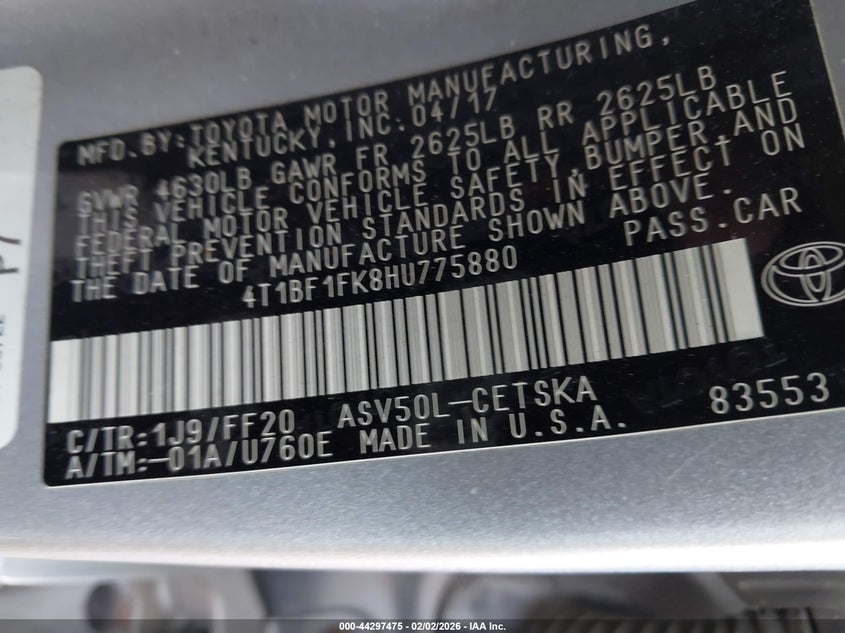 MFD. BY: TOYOTA MOTOR MANUFACTURING,
KENTUCKY, INC. 04/17
GVWR 4630LB GAWR FR 2625LB RR 2625LB
THIS VEHICLE CONFORMS TO ALL APPLICABLE
FEDERAL MOTOR VEHICLE SAFETY, BUMPER, AND
THEFT PREVENTION STANDARDS IN EFFECT ON
THE DATE OF MANUFACTURE SHOWN ABOVE.
4T1BF1FK8HU775880 PASS. CAR
C/TR: 1J9/FF20 ASV50L-CETSKA
A/TM: -01A/U760E MADE IN U.S.A. 83553
000-44297475 - 02/02/2026 - IAA Inc.